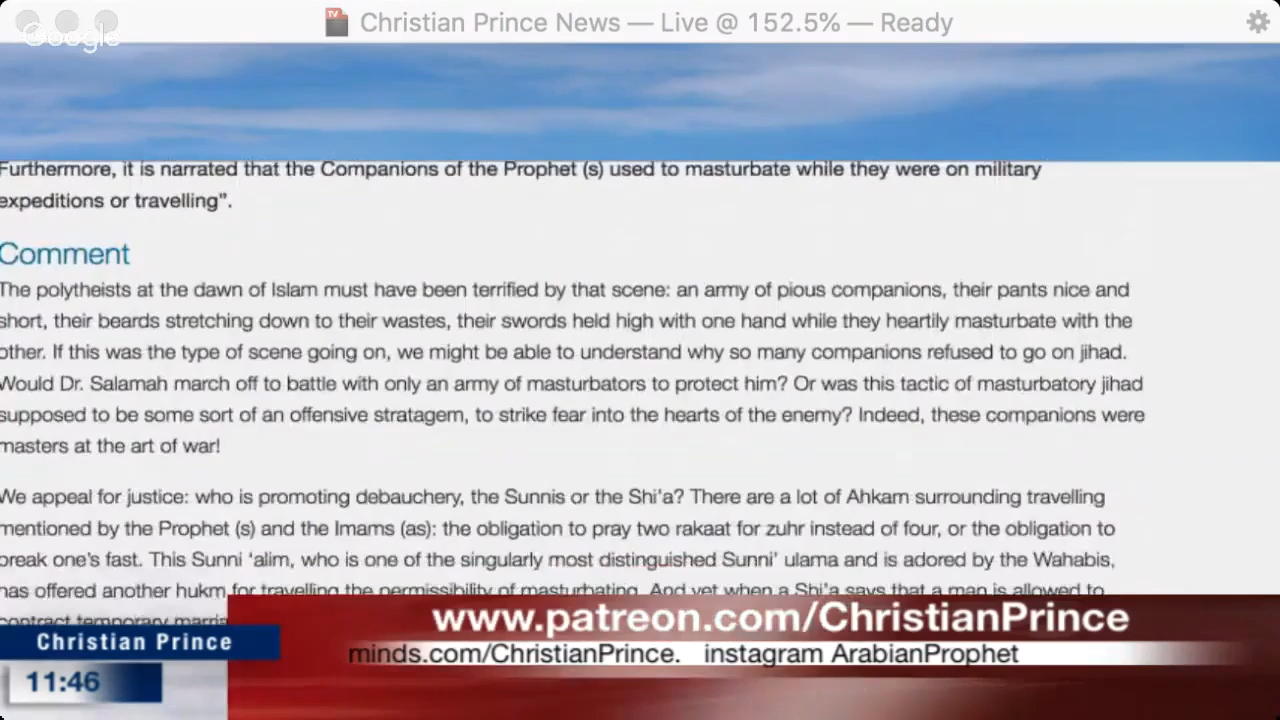 Christian Prince News — Live @ 152.5% — Ready
TV
Google
Furthermore, it is narrated that the Companions of the Prophet (s) used to masturbate while they were on military
expeditions or travelling".
Comment
The polytheists at the dawn of Islam must have been terrified by that scene: an army of pious companions, their pants nice and
short, their beards stretching down to their wastes, their swords held high with one hand while they heartily masturbate with the
other. If this was the type of scene going on, we might be able to understand why so many companions refused to go on jihad.
Would Dr. Salamah march off to battle with only an army of masturbators to protect him? Or was this tactic of masturbatory jihad
supposed to be some sort of an offensive stratagem, to strike fear into the hearts of the enemy? Indeed, these companions were
masters at the art of war!
We appeal for justice: who is promoting debauchery, the Sunnis or the Shi'a? There are a lot of Ahkam surrounding travelling
mentioned by the Prophet (s) and the Imams (as): the obligation to pray two rakaat for zuhr instead of four, or the obligation to
break one's fast. This Sunni 'alim, who is one of the singularly most distinguished Sunni' ulama and is adored by the Wahabis,
has offered another hukm for travelling the permissibility of masturbating. And yet when a Shi'a says that a man is allowed to
contract temporary
www.patreon.com/ChristianPrince
Christian Prince
minds.com/ChristianPrince. instagram ArabianProphet
11:46